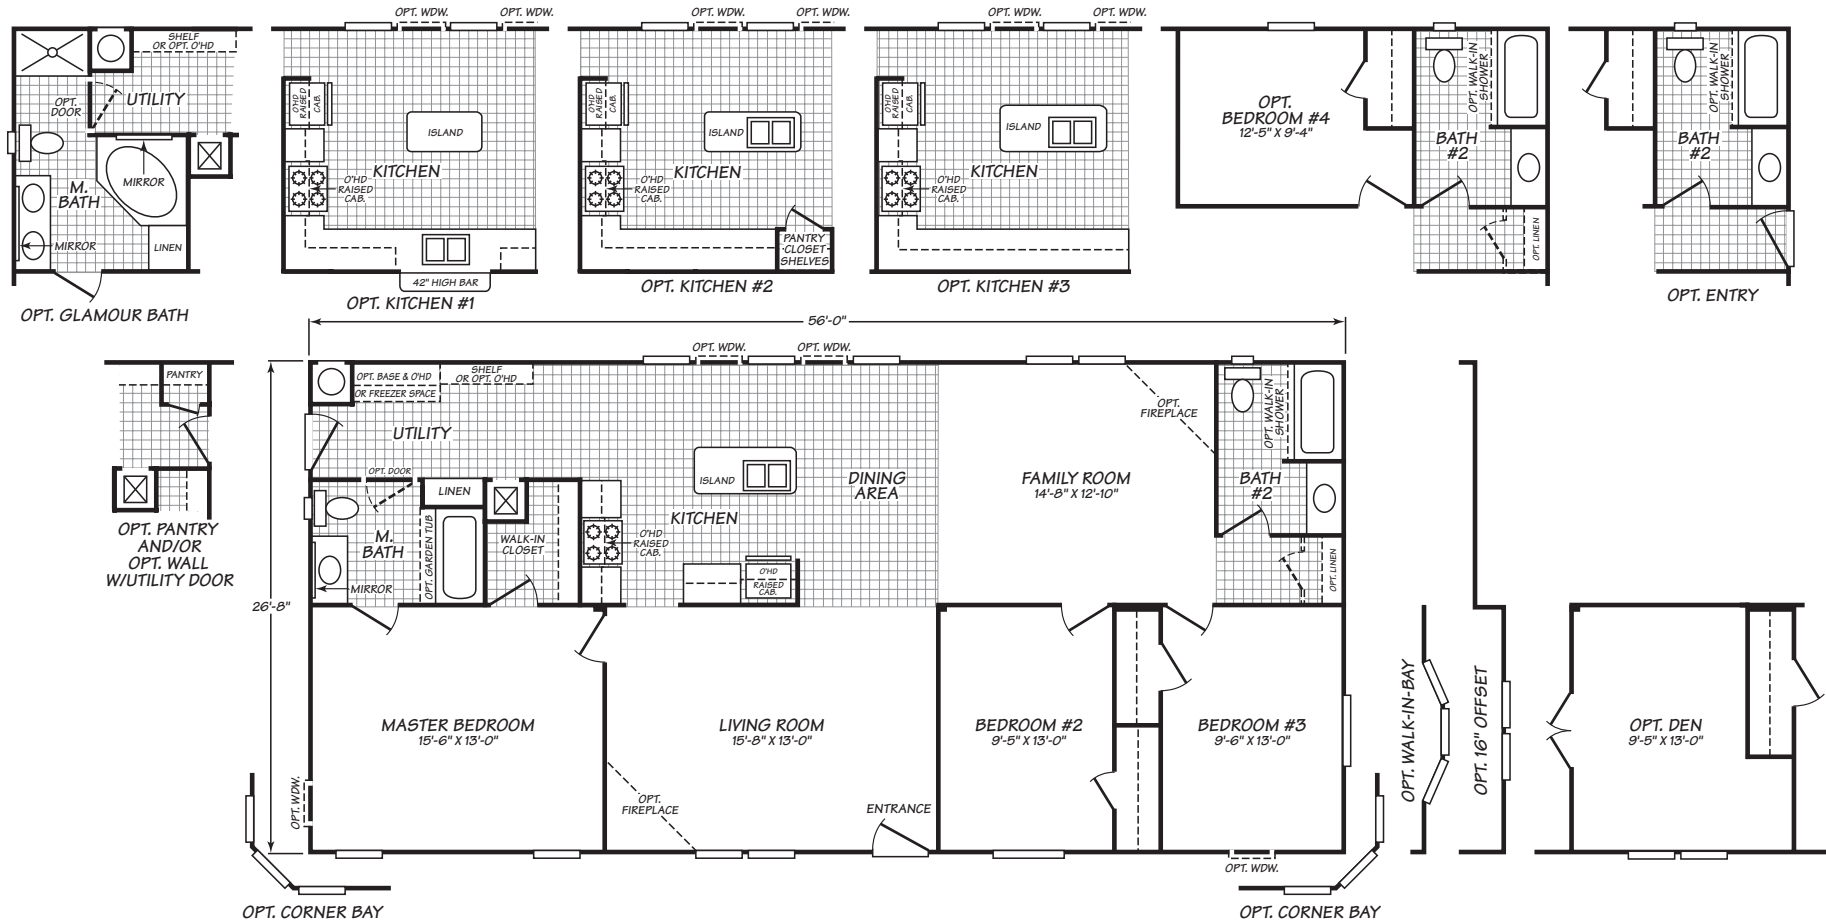 SHELF
OR OPT. O'HD
OPT.
DOOR
UTILITY
MIRROR
M.
BATH
MIRROR
LINEN
OPT. GLAMOUR BATH
OPT. WDW.
OPT. WDW.
O'HD
RAISED
CAB.
ISLAND
KITCHEN
O'HD
RAISED
CAB.
42" HIGH BAR
OPT. KITCHEN #1
OPT. WDW.
OPT. WDW.
O'HD
RAISED
CAB.
ISLAND
KITCHEN
O'HD
RAISED
CAB.
PANTRY
CLOSET
SHELVES
OPT. KITCHEN #2
OPT. WDW.
OPT. WDW.
O'HD
RAISED
CAB.
ISLAND
KITCHEN
O'HD
RAISED
CAB.
OPT. KITCHEN #3
OPT.
BEDROOM #4
12'-5" X 9'-4"
OPT. WALK-IN
SHOWER
BATH
#2
OPT. LINEN
OPT. WALK-IN
SHOWER
BATH
#2
OPT. ENTRY
56'-0"
26'-8"
PANTRY
OPT. PANTRY
AND/OR
OPT. WALL
W/UTILITY DOOR
OPT. WDW.
OPT. WDW.
OPT. BASE & O'HD
OR FREEZER SPACE
SHELF
OR OPT. O'HD
UTILITY
OPT. DOOR
LINEN
M.
BATH
MIRROR
OPT. GARDEN TUB
WALK-IN
CLOSET
ISLAND
KITCHEN
O'HD
RAISED
CAB.
O'HD
RAISED
CAB.
DINING
AREA
FAMILY ROOM
14'-8" X 12'-10"
OPT.
FIREPLACE
OPT. WALK-IN
SHOWER
BATH
#2
OPT. LINEN
MASTER BEDROOM
15'-6" X 13'-0"
OPT. WDW.
LIVING ROOM
15'-8" X 13'-0"
OPT.
FIREPLACE
ENTRANCE
BEDROOM #2
9'-5" X 13'-0"
BEDROOM #3
9'-6" X 13'-0"
OPT. WDW.
OPT. WALK-IN-BAY
OPT. 16" OFFSET
OPT. DEN
9'-5" X 13'-0"
OPT. CORNER BAY
OPT. CORNER BAY